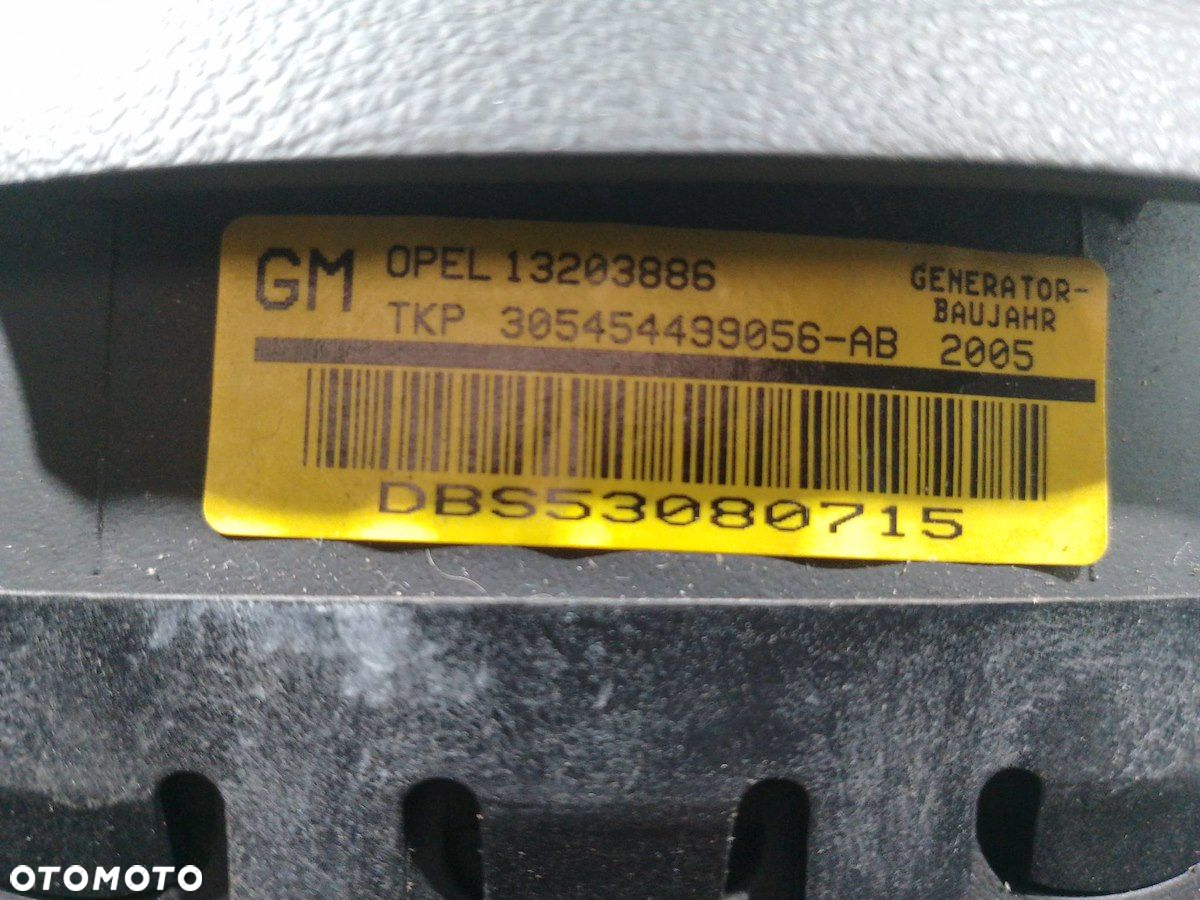 GM OPEL 13203886
TKP 305454499056-AB
GENERATOR-
BAUJAHR
2005
DBS53080715
OTOMOTO